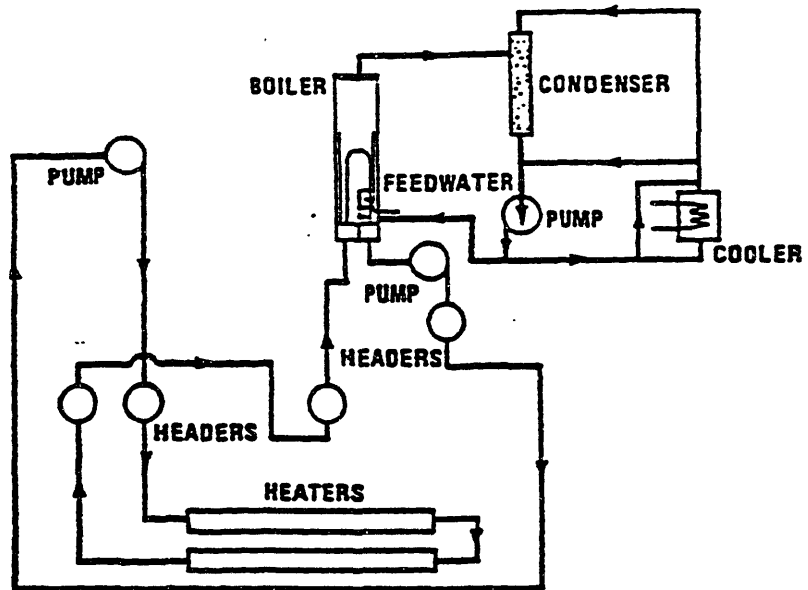 BOILER
CONDENSER
PUMP
FEEDWATER
PUMP
COOLER
PUMP
HEADERS
HEADERS
HEATERS